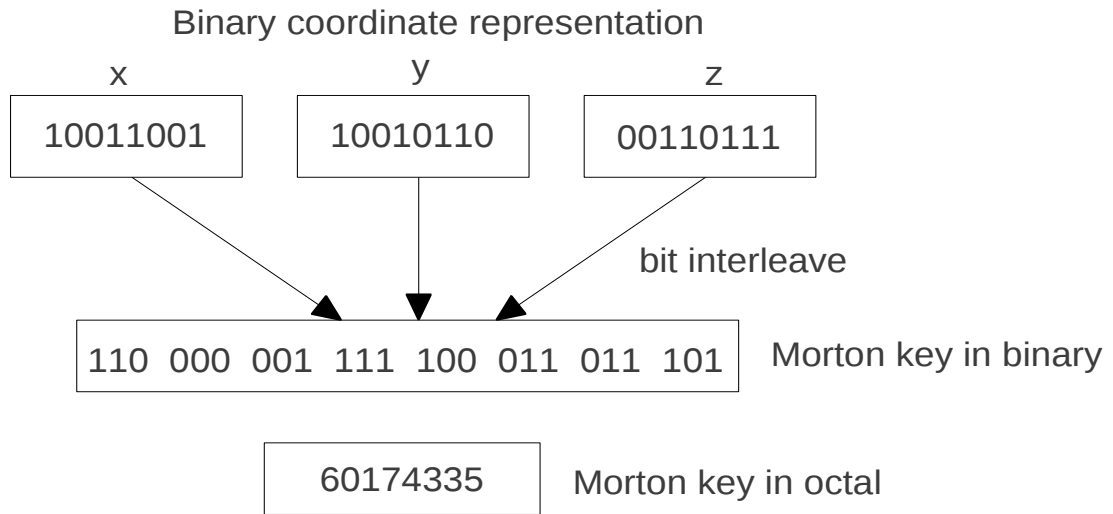 Binary coordinate representation
x y z
10011001 10010110 00110111
bit interleave
110 000 001 111 100 011 011 101 Morton key in binary
60174335 Morton key in octal